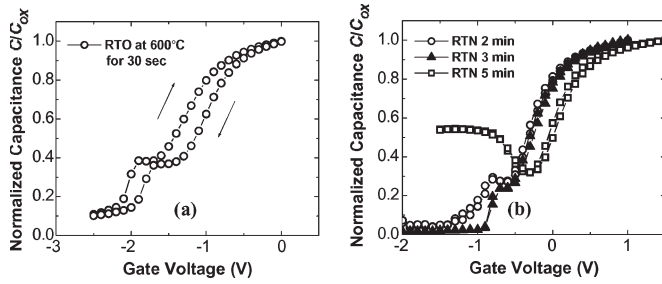 Normalized Capacitance C/COX
1.0
0.8
0.6
0.4
0.2
0.0
RTO at 600°C
for 30 sec
(a)
-3
-2
-1
0
Gate Voltage (V)
Normalized Capacitance C/COX
1.0
0.8
0.6
0.4
0.2
0.0
RTN 2 min
RTN 3 min
RTN 5 min
(b)
-2
-1
0
1
Gate Voltage (V)